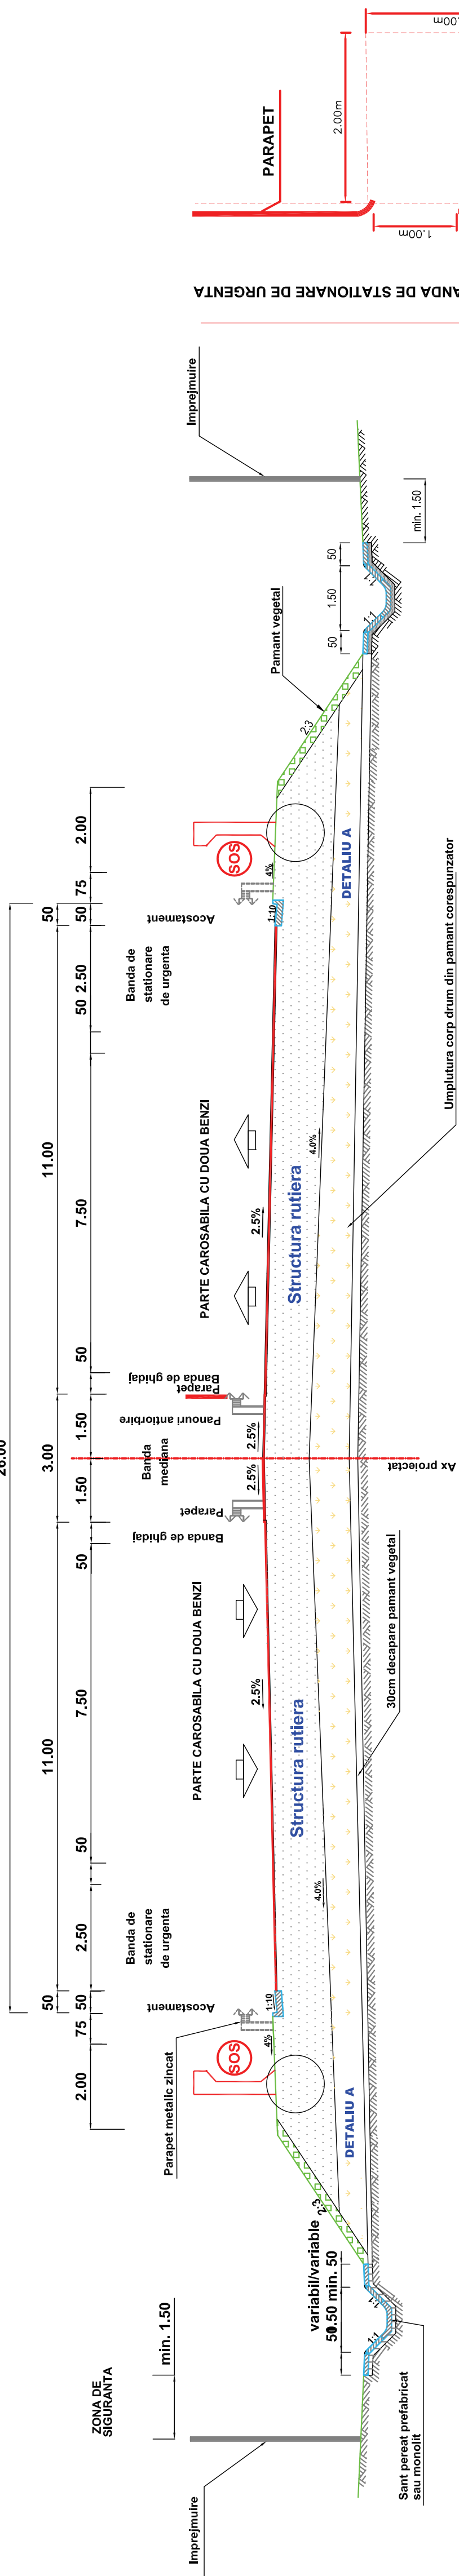 26.00
50
11.00
3.00
11.00
50
2.00
75
50
2.50
50
7.50
50
1.50
1.50
50
7.50
50
2.50
50
75
2.00
ZONA DE
SIGURANTA
min. 1.50
Imprejmuire
Parapet metalic zincat
SOS
4%
Acostament
1:10
Banda de
stationare
de urgenta
PARTE CAROSABILA CU DOUA BENZI
2.5%
Banda de ghidaj
Parapet
2.5%
Banda
mediana
2.5%
Panouri antiorbire
Parapet
Banda de ghidaj
PARTE CAROSABILA CU DOUA BENZI
2.5%
Banda de
stationare
de urgenta
Acostament
1:10
4%
SOS
Pamant vegetal
Imprejmuire
2:3
variabil/variable
50
1.50
min. 50
1:1
1:1
Sant pereat prefabricat
sau monolit
DETALIU A
4.0%
Structura rutiera
30cm decapare pamant vegetal
Ax proiectat
Structura rutiera
4.0%
DETALIU A
Umplutura corp drum din pamant corespunzator
2:3
50
1.50
50
1:1
1:1
min. 1.50
ANDA DE STATIONARE DE URGENTA
PARAPET
2.00m
1.00m
.00m